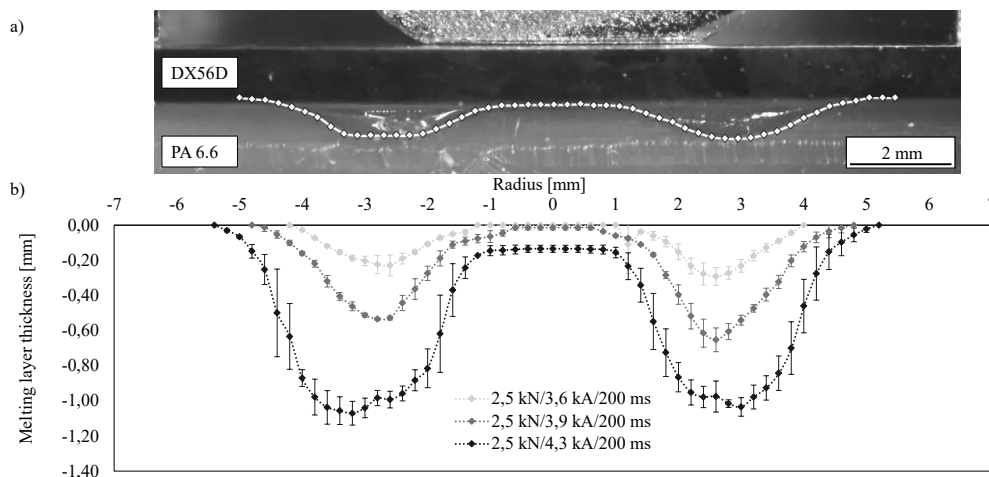 a)
DX56D
PA 6.6
2 mm
b)
Radius [mm]
-7 -6 -5 -4 -3 -2 -1 0 1 2 3 4 5 6 7
Melting layer thickness [mm]
0,00
-0,20
-0,40
-0,60
-0,80
-1,00
-1,20
-1,40
2,5 kN/3,6 kA/200 ms
2,5 kN/3,9 kA/200 ms
2,5 kN/4,3 kA/200 ms